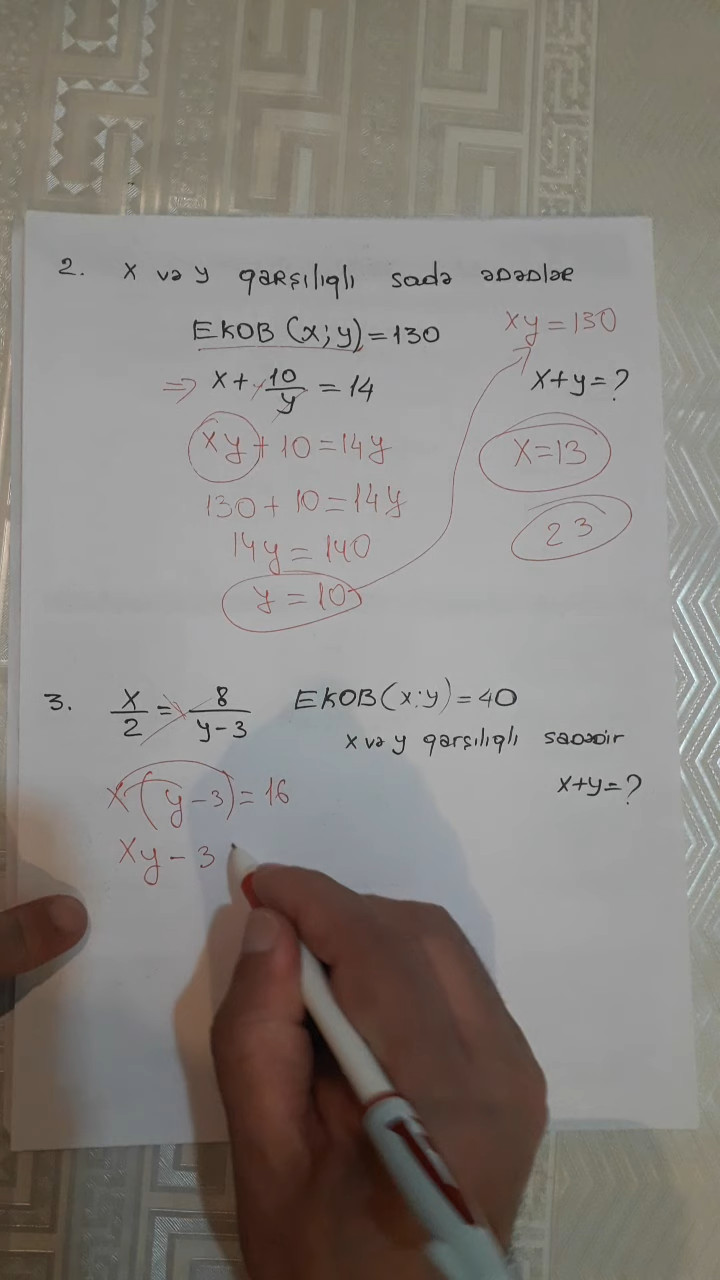 2. x və y qarşılıqlı sadə ədədlər
EKOB (x; y) = 130
xy = 130
=> x + 10/y = 14
x+y = ?
xy + 10 = 14y
x = 13
130 + 10 = 14y
23
14y = 140
y = 10
3. x/2 = 8/(y-3) EKOB(x:y) = 40
x və y qarşılıqlı sadədir
x+y = ?
x(y-3) = 16
xy - 3